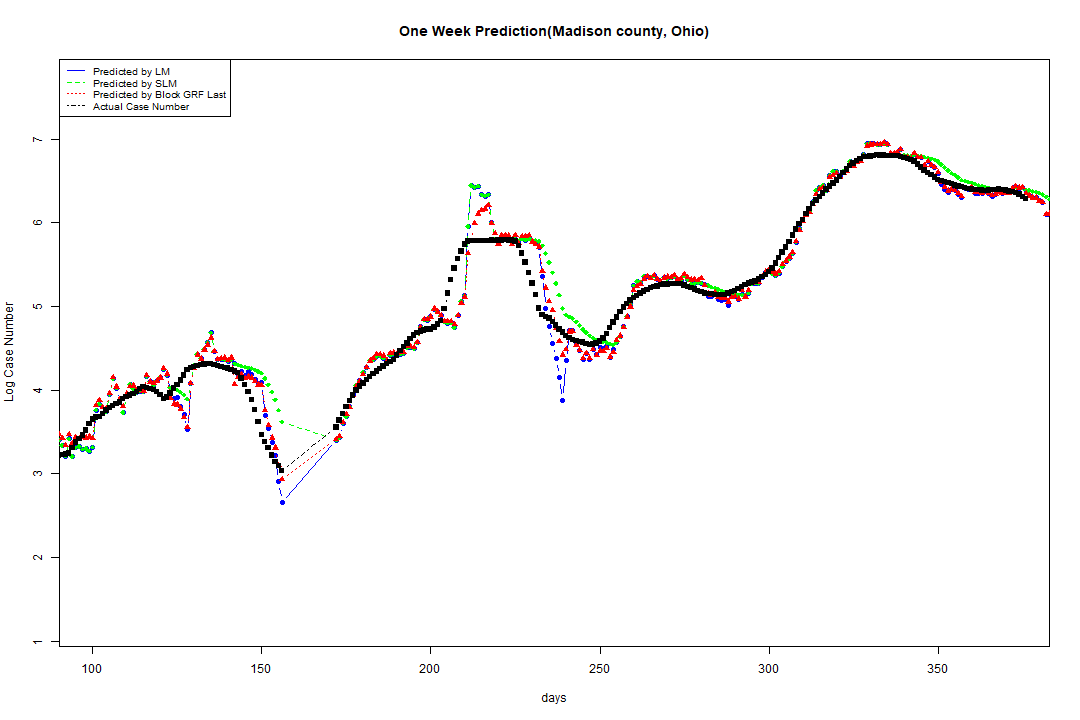 One Week Prediction(Madison county, Ohio)
Predicted by LM
Predicted by SLM
Predicted by Block GRF Last
Actual Case Number
7
6
5
4
3
2
1
Log Case Number
100 150 200 250 300 350
days